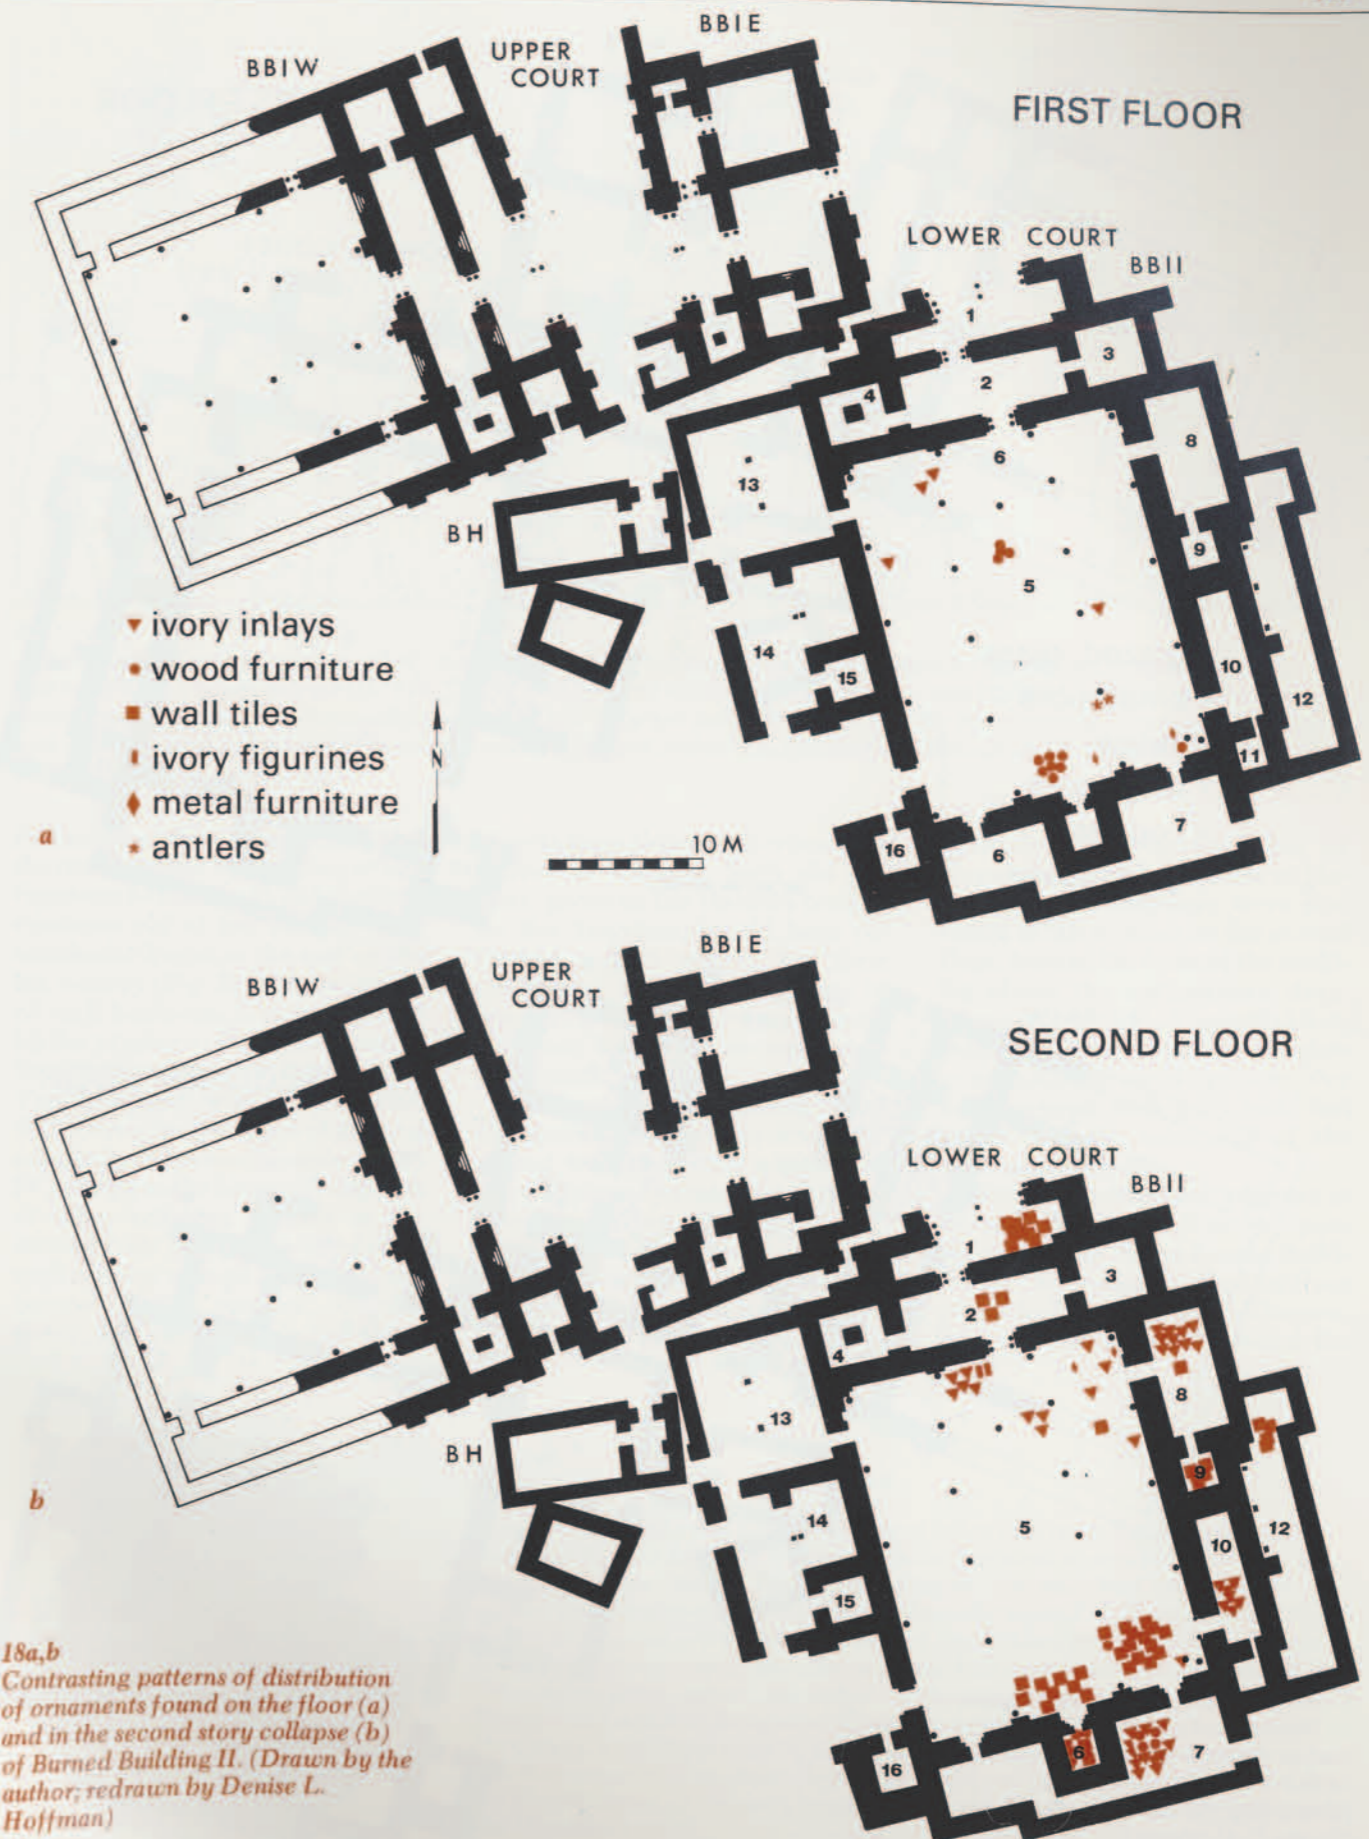 BBIW
UPPER
COURT
BBIE
FIRST FLOOR
LOWER COURT
BBII
1
2
3
4
6
8
13
9
5
BH
14
15
10
12
11
7
16
6
ivory inlays
wood furniture
wall tiles
ivory figurines
metal furniture
antlers
N
a
10 M
BBIW
UPPER
COURT
BBIE
SECOND FLOOR
LOWER COURT
BBII
1
2
3
4
8
13
9
BH
5
14
10
12
15
16
6
7
b
18a,b
Contrasting patterns of distribution
of ornaments found on the floor (a)
and in the second story collapse (b)
of Burned Building II. (Drawn by the
author; redrawn by Denise L.
Hoffman)